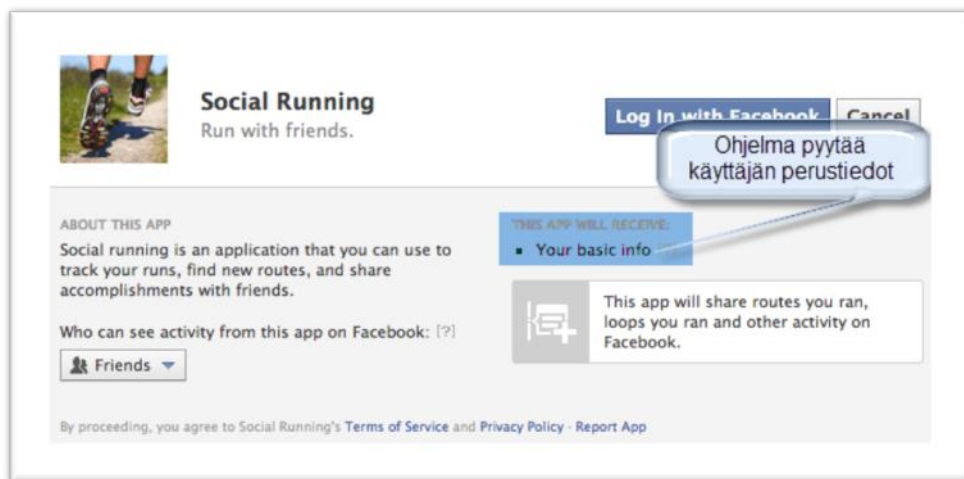 Social Running
Run with friends.
Log In with Facebook
Cancel
Ohjelma pyytää
käyttäjän perustiedot
ABOUT THIS APP
Social running is an application that you can use to
track your runs, find new routes, and share
accomplishments with friends.
Who can see activity from this app on Facebook: [?]
Friends
THIS APP WILL RECEIVE:
Your basic info
This app will share routes you ran,
loops you ran and other activity on
Facebook.
By proceeding, you agree to Social Running's Terms of Service and Privacy Policy · Report App